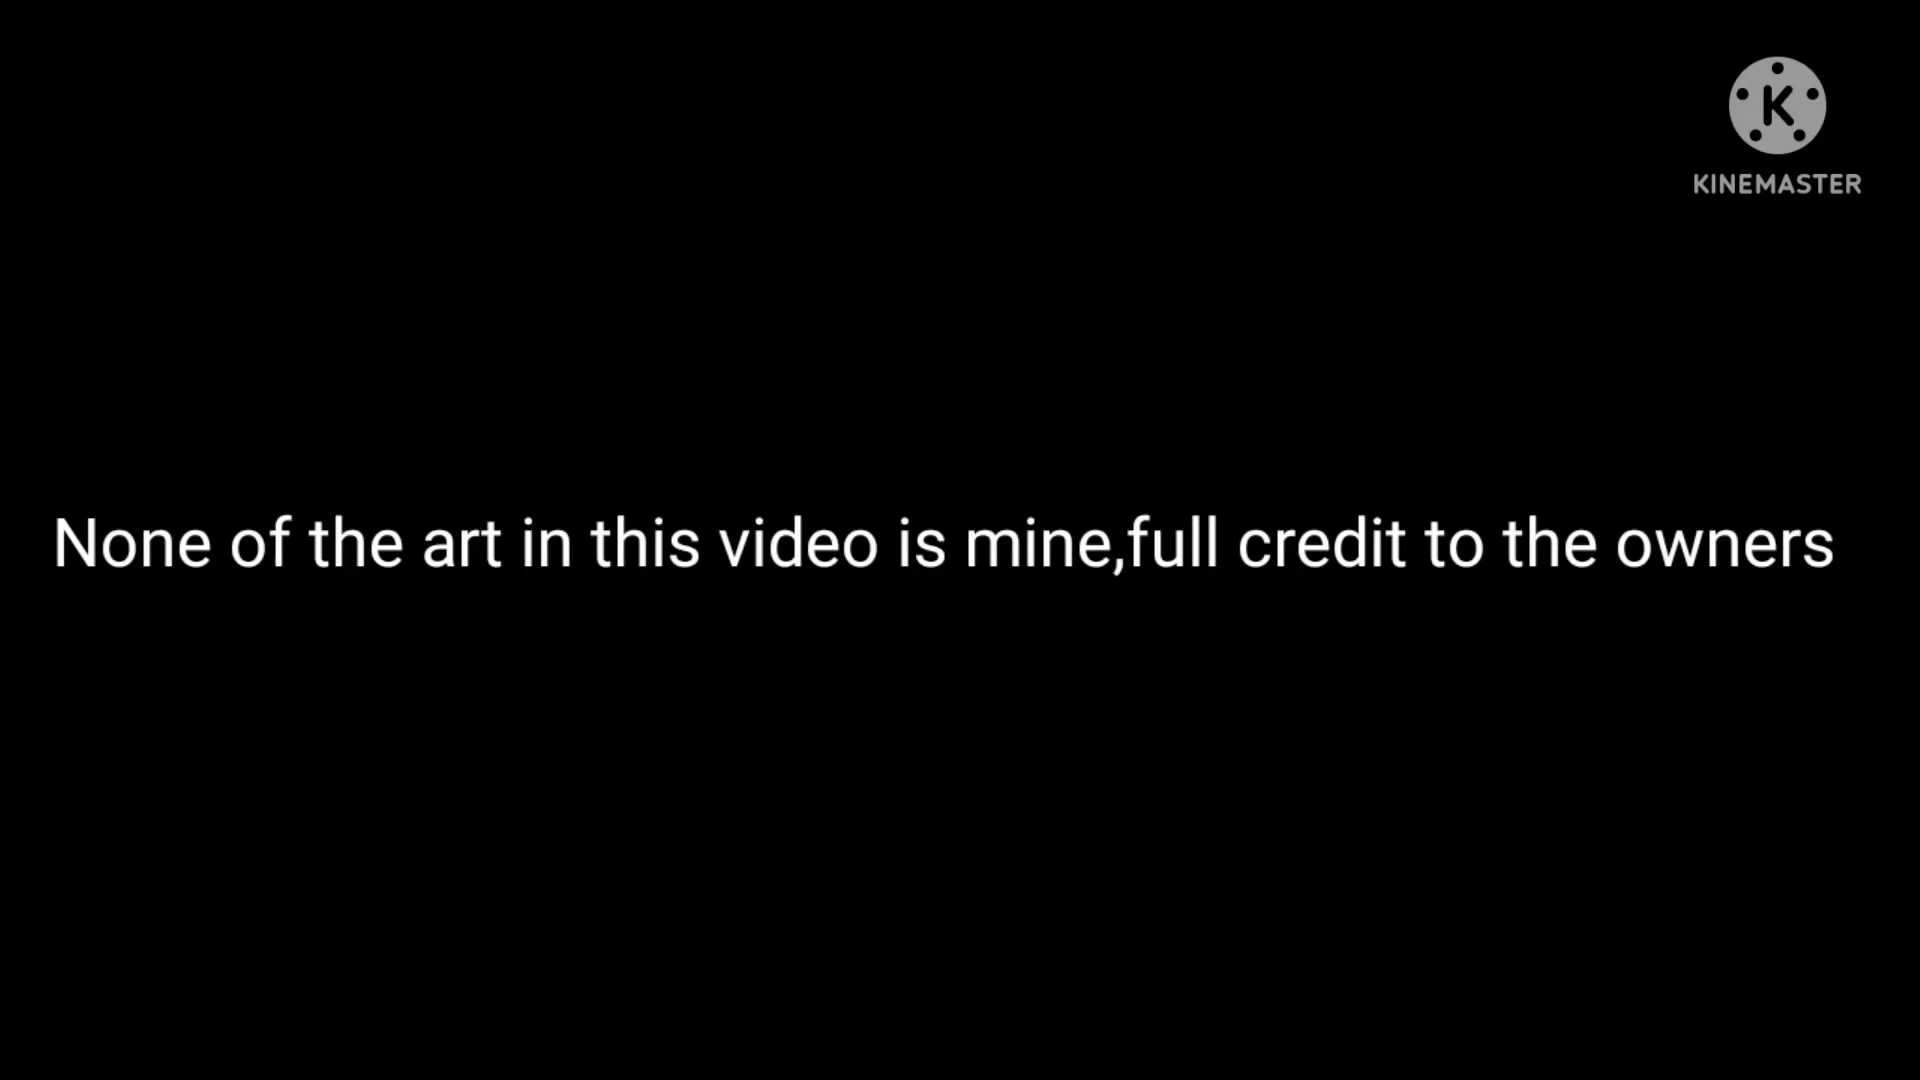 K
KINEMASTER
None of the art in this video is mine,full credit to the owners